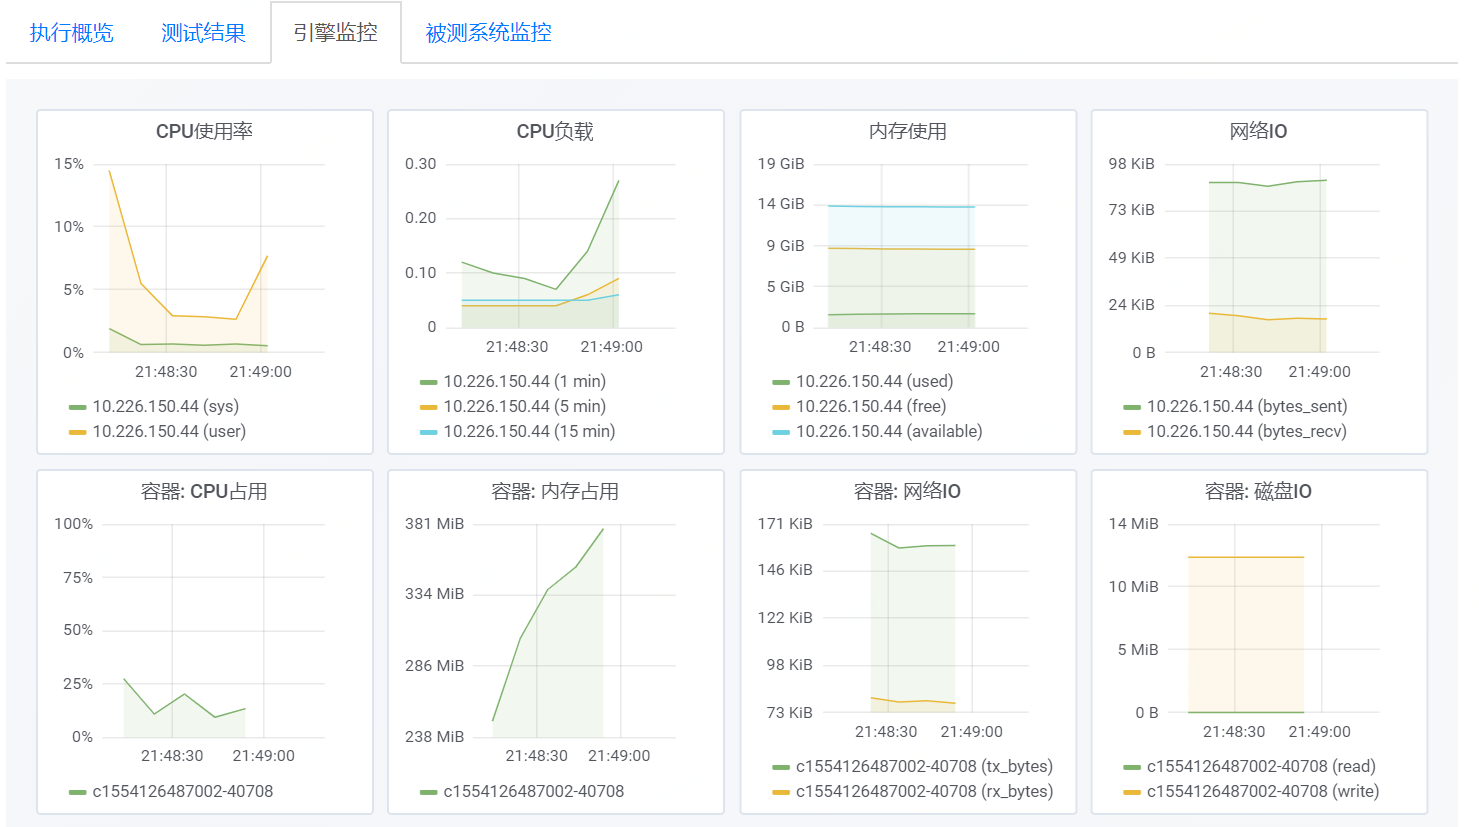 执行概览 测试结果 引擎监控 被测系统监控
CPU使用率
15%
10%
5%
0%
21:48:30 21:49:00
10.226.150.44 (sys)
10.226.150.44 (user)
CPU负载
0.30
0.20
0.10
0
21:48:30 21:49:00
10.226.150.44 (1 min)
10.226.150.44 (5 min)
10.226.150.44 (15 min)
内存使用
19 GiB
14 GiB
9 GiB
5 GiB
0 B
21:48:30 21:49:00
10.226.150.44 (used)
10.226.150.44 (free)
10.226.150.44 (available)
网络IO
98 KiB
73 KiB
49 KiB
24 KiB
0 B
21:48:30 21:49:00
10.226.150.44 (bytes_sent)
10.226.150.44 (bytes_recv)
容器: CPU占用
100%
75%
50%
25%
0%
21:48:30 21:49:00
c1554126487002-40708
容器: 内存占用
381 MiB
334 MiB
286 MiB
238 MiB
21:48:30 21:49:00
c1554126487002-40708
容器: 网络IO
171 KiB
146 KiB
122 KiB
98 KiB
73 KiB
21:48:30 21:49:00
c1554126487002-40708 (tx_bytes)
c1554126487002-40708 (rx_bytes)
容器: 磁盘IO
14 MiB
10 MiB
5 MiB
0 B
21:48:30 21:49:00
c1554126487002-40708 (read)
c1554126487002-40708 (write)